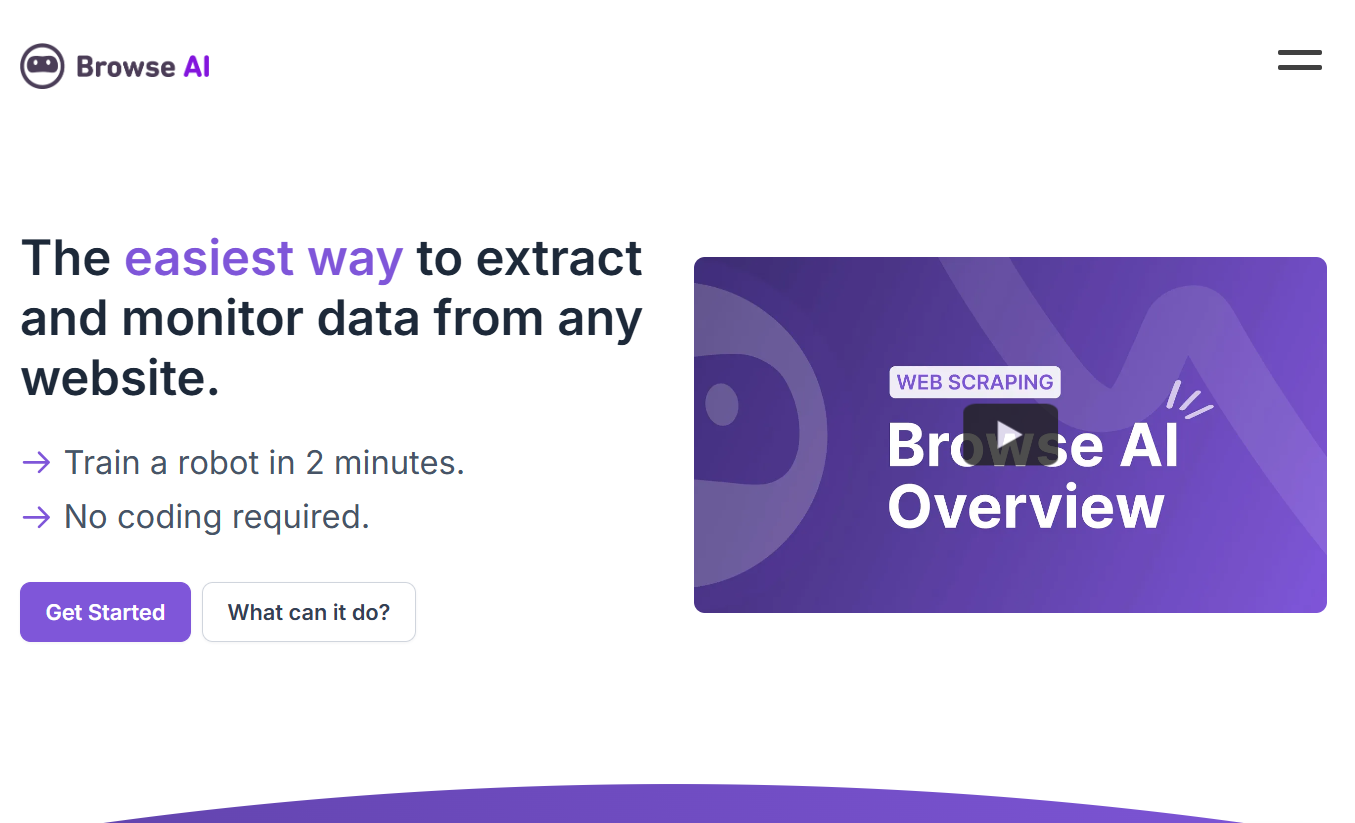 Browse AI
The easiest way to extract
and monitor data from any
website.
→ Train a robot in 2 minutes.
→ No coding required.
Get Started
What can it do?
WEB SCRAPING
Browse AI
Overview